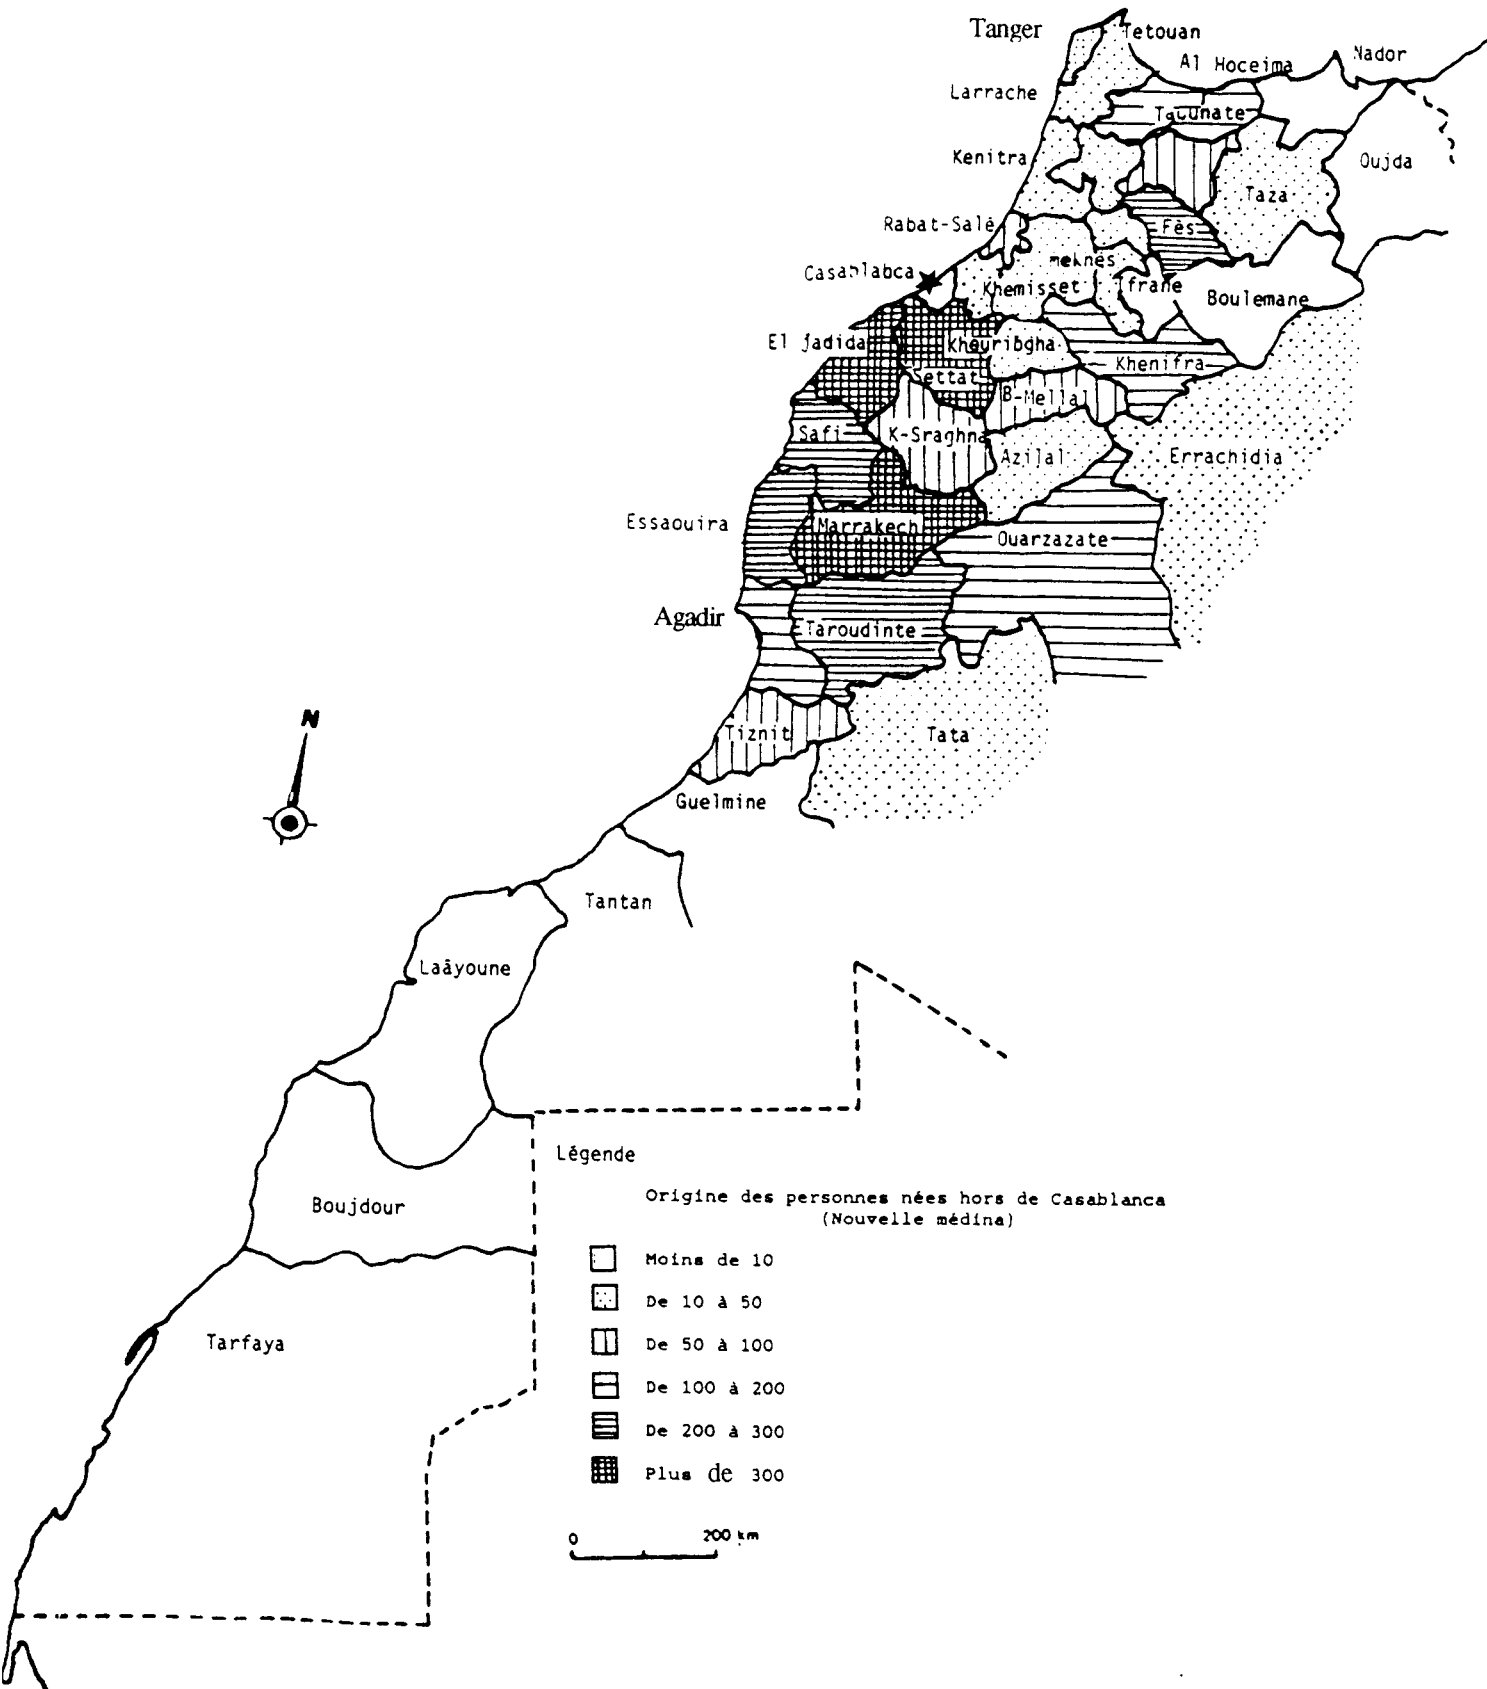 Tanger
Tetouan
Al Hoceima
Nador
Larrache
Tacunate
Kenitra
Oujda
Taza
Rabat-Salé
Fès
meknes
Casablabca
Khemisset
Ifrane
Boulemane
El jadida
Khouribgha
Khenifra
Settat
B-Mellal
Safi
K-Sraghna
Azilal
Errachidia
Essaouira
Marrakech
Ouarzazate
Agadir
Taroudinte
N
Tiznit
Tata
Guelmine
Tantan
Laâyoune
Légende
Origine des personnes nées hors de Casablanca
(Nouvelle médina)
Boujdour
Moins de 10
De 10 à 50
Tarfaya
De 50 à 100
De 100 à 200
De 200 à 300
Plus de 300
0 200 km